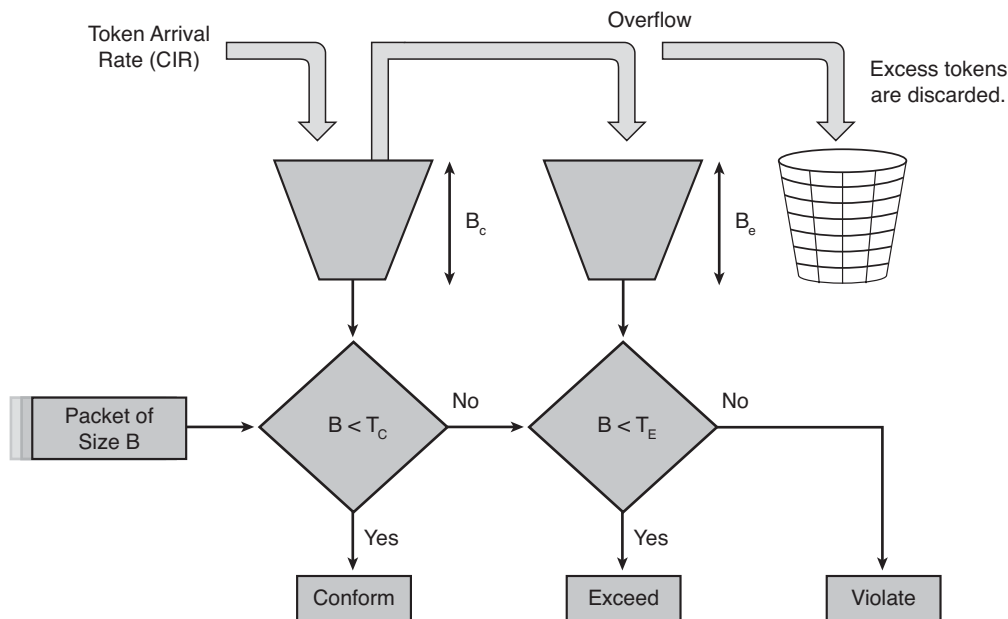 Overflow
Token Arrival
Rate (CIR)
Excess tokens
are discarded.
Bc
Be
Packet of
Size B
B < TC
No
B < TE
No
Yes
Yes
Conform
Exceed
Violate